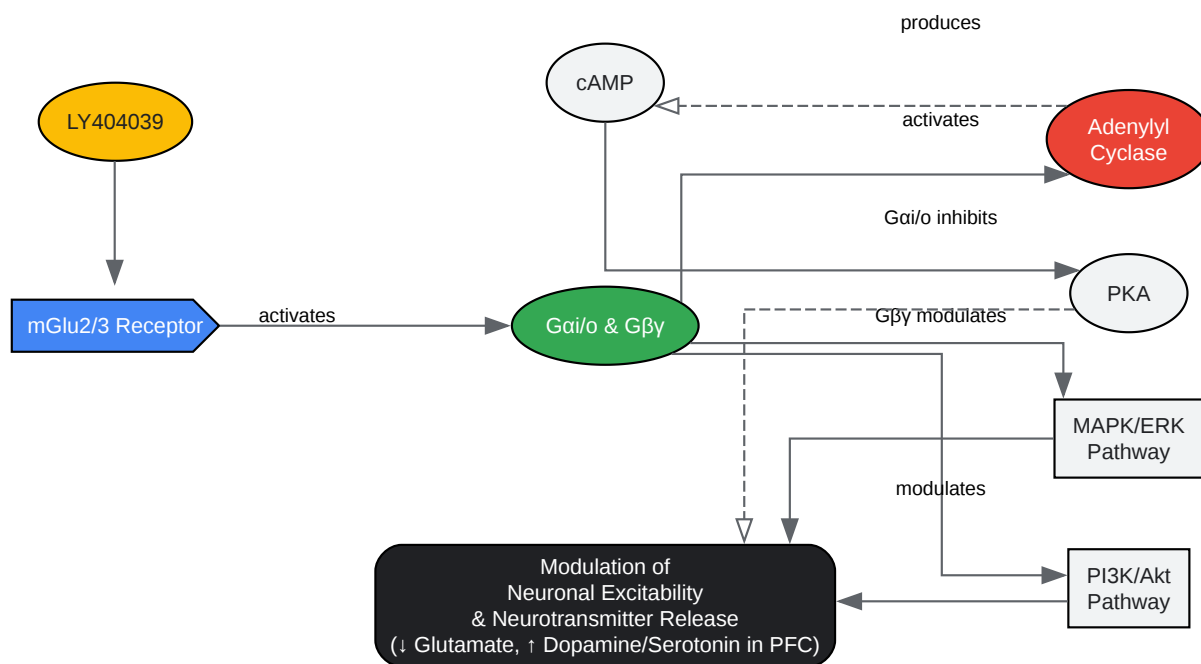 produces
cAMP
LY404039
activates
Adenylyl
Cyclase
Gαi/o inhibits
PKA
mGlu2/3 Receptor
activates
Gαi/o & Gβγ
Gβγ modulates
MAPK/ERK
Pathway
modulates
Modulation of
Neuronal Excitability
& Neurotransmitter Release
(↓ Glutamate, ↑ Dopamine/Serotonin in PFC)
PI3K/Akt
Pathway